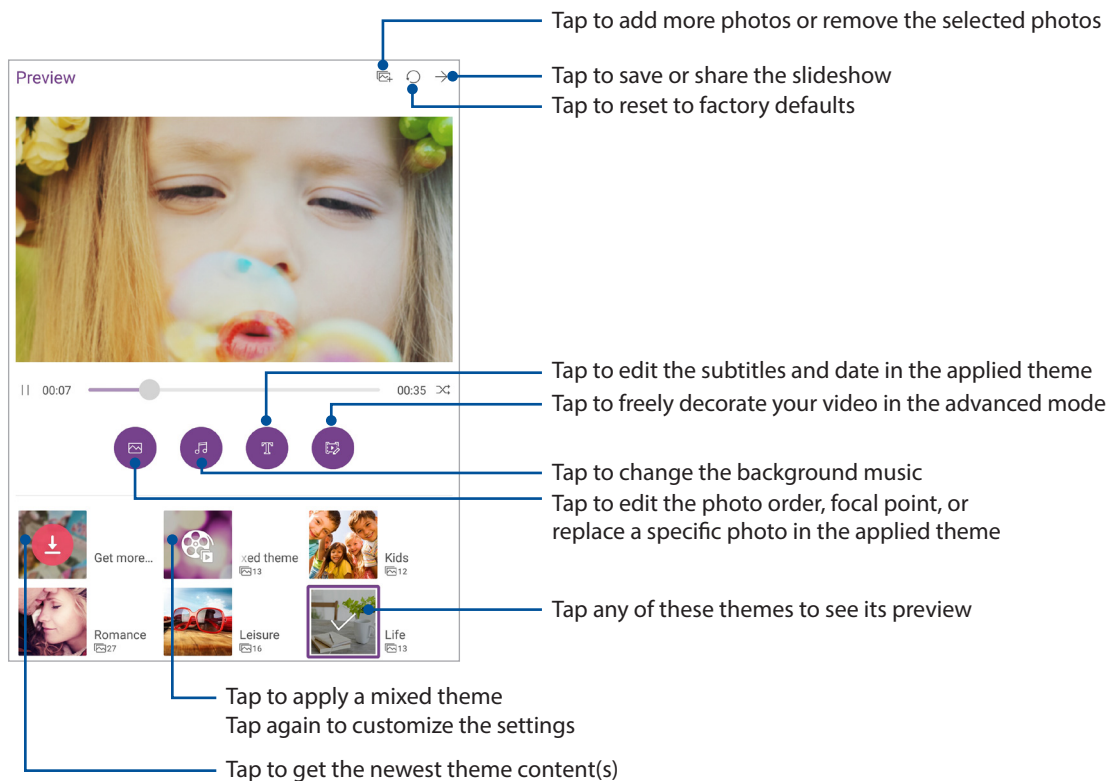 Tap to add more photos or remove the selected photos
Preview
Tap to save or share the slideshow
Tap to reset to factory defaults
00:07
00:35
Tap to edit the subtitles and date in the applied theme
Tap to freely decorate your video in the advanced mode
T
Tap to change the background music
Tap to edit the photo order, focal point, or
replace a specific photo in the applied theme
Get more...
xed theme
13
Kids
12
Tap any of these themes to see its preview
Romance
27
Leisure
16
Life
13
Tap to apply a mixed theme
Tap again to customize the settings
Tap to get the newest theme content(s)